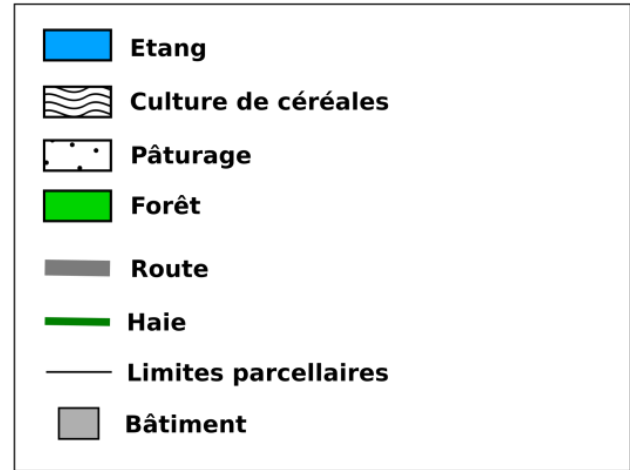 Etang
Culture de céréales
Pâturage
Forêt
Route
Haie
Limites parcellaires
Bâtiment